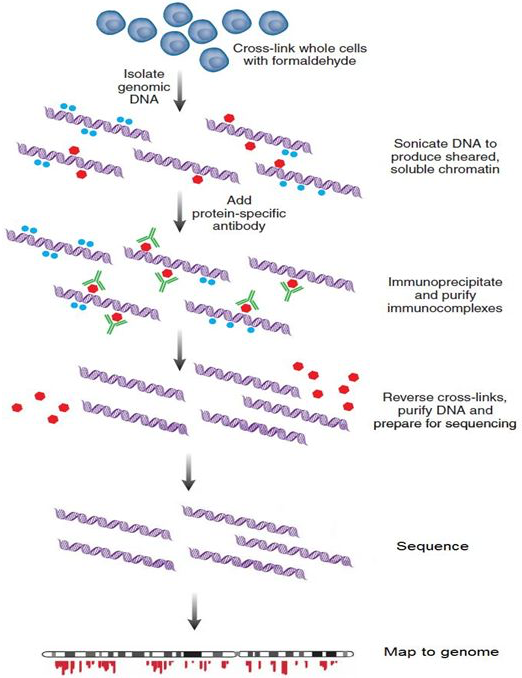 Cross-link whole cells
with formaldehyde
Isolate
genomic
DNA
Sonicate DNA to
produce sheared,
soluble chromatin
Add
protein-specific
antibody
Immunoprecipitate
and purify
immunocomplexes
Reverse cross-links,
purify DNA and
prepare for sequencing
Sequence
Map to genome